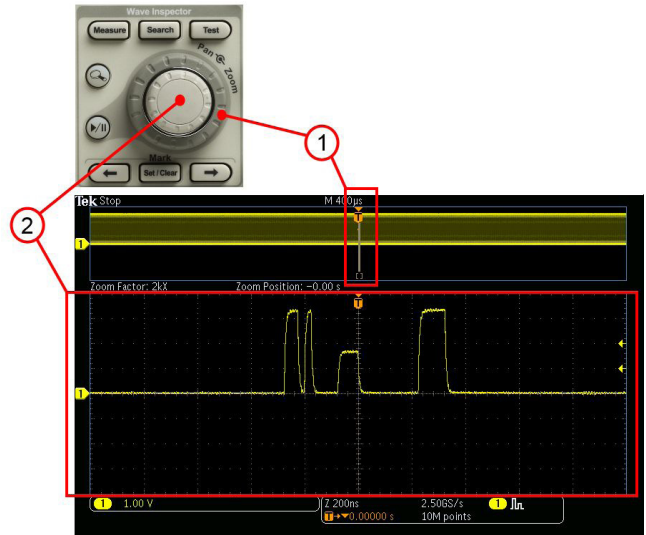 Wave Inspector
Measure Search Test
Pan Zoom
Mark
Set / Clear
1
2
Tek Stop M 400µs
T
1
Zoom Factor: 2kX Zoom Position: −0.00 s
T
1
1 1.00 V Z 200ns 2.50GS/s 1
T→▼0.00000 s 10M points